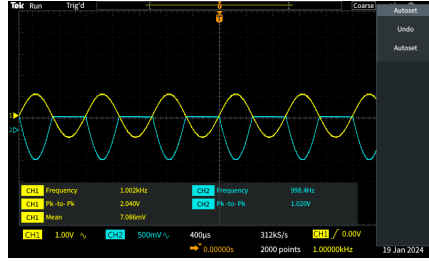 Tek Run Trig'd Coarse
T
Autoset
Undo
Autoset
1
2
CH1 Frequency 1.002kHz CH2 Frequency 998.4Hz
CH1 Pk -to- Pk 2.040V CH2 Pk -to- Pk 1.020V
CH1 Mean 7.086mV
CH1 1.00V CH2 500mV 400μs 312kS/s CH1 0.00V
0.00000s 2000 points 1.00000kHz 19 Jan 2024